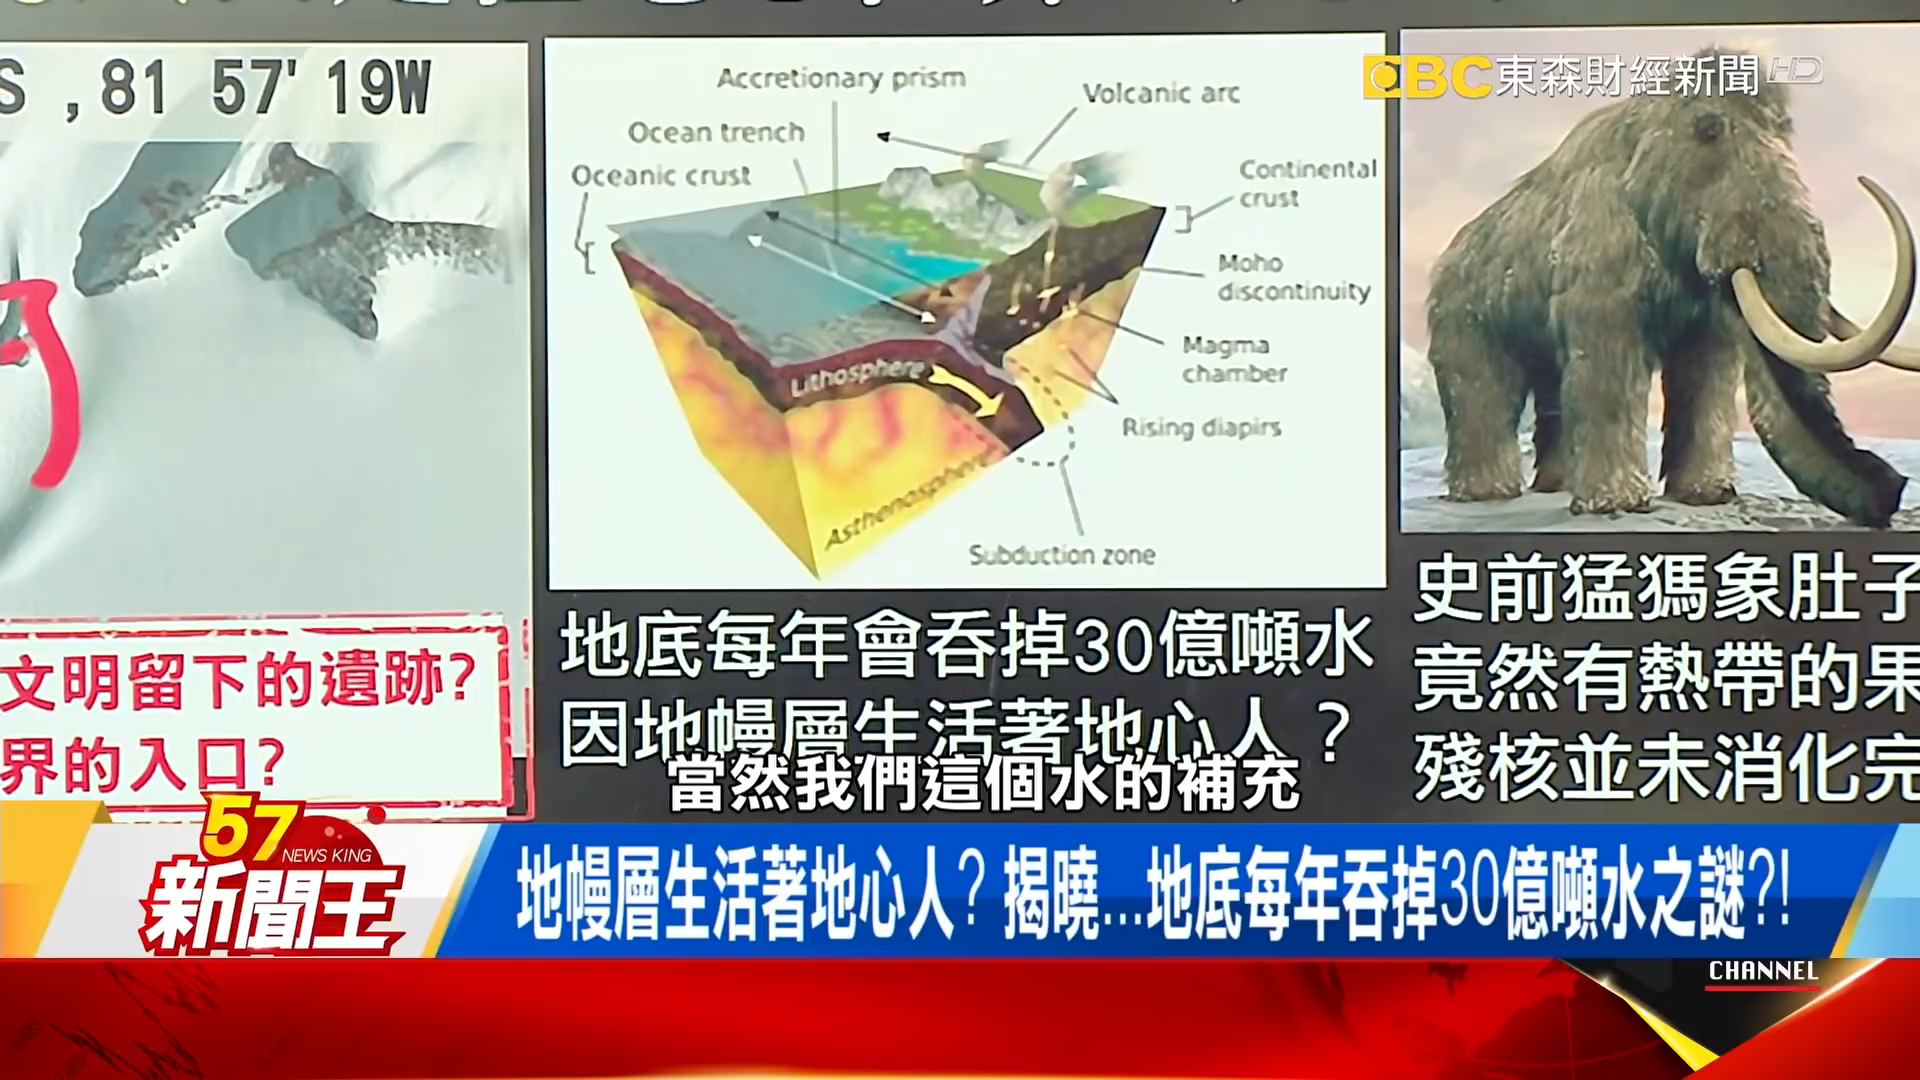 S ,81 57' 19W
文明留下的遺跡?
界的入口?
Accretionary prism
Volcanic arc
Ocean trench
Oceanic crust
Continental
crust
Moho
discontinuity
Magma
chamber
Lithosphere
Rising diapirs
Asthenosphere
Subduction zone
地底每年會吞掉30億噸水
因地幔層生活著地心人?
EBC東森財經新聞HD
史前猛獁象肚子
竟然有熱帶的果
殘核並未消化完
當然我們這個水的補充
57
NEWS KING
新聞王
地幔層生活著地心人? 揭曉...地底每年吞掉30億噸水之謎?!
CHANNEL